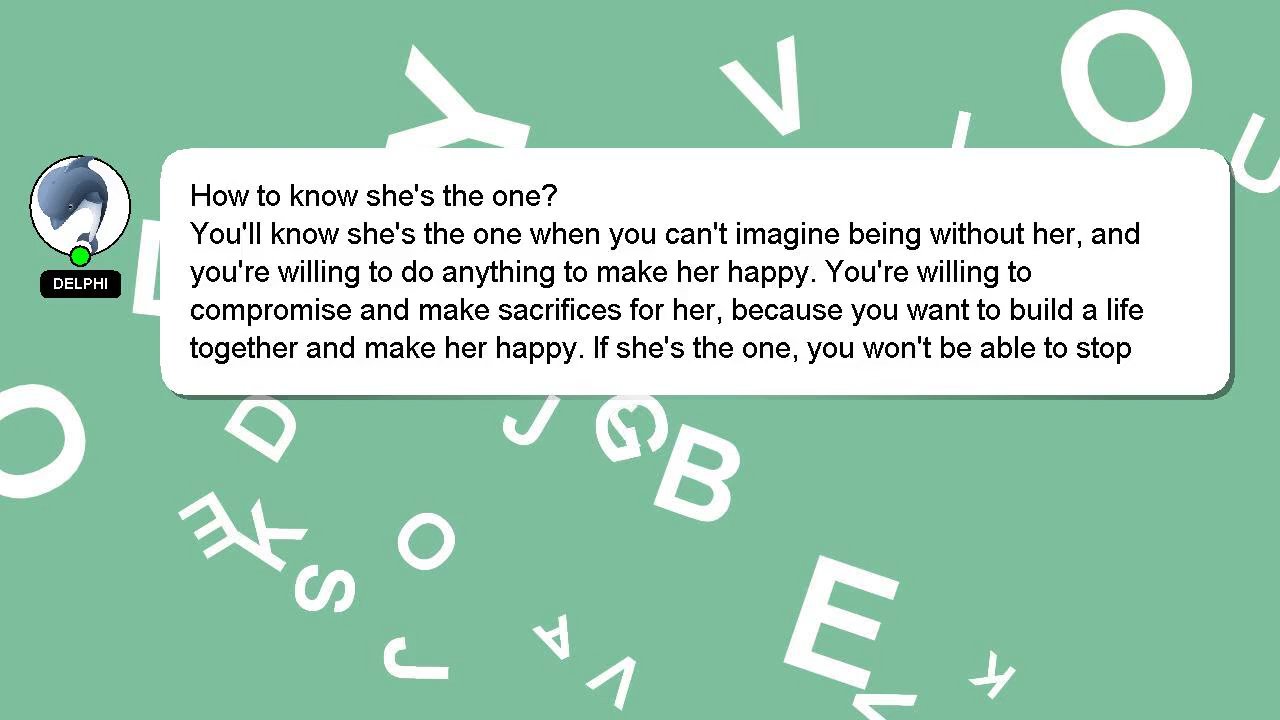 Y
V
O
L
U
How to know she's the one?
You'll know she's the one when you can't imagine being without her, and
you're willing to do anything to make her happy. You're willing to
compromise and make sacrifices for her, because you want to build a life
together and make her happy. If she's the one, you won't be able to stop
DELPHI
O
D
J
G
B
E
K
O
S
J
A
V
E
V
K